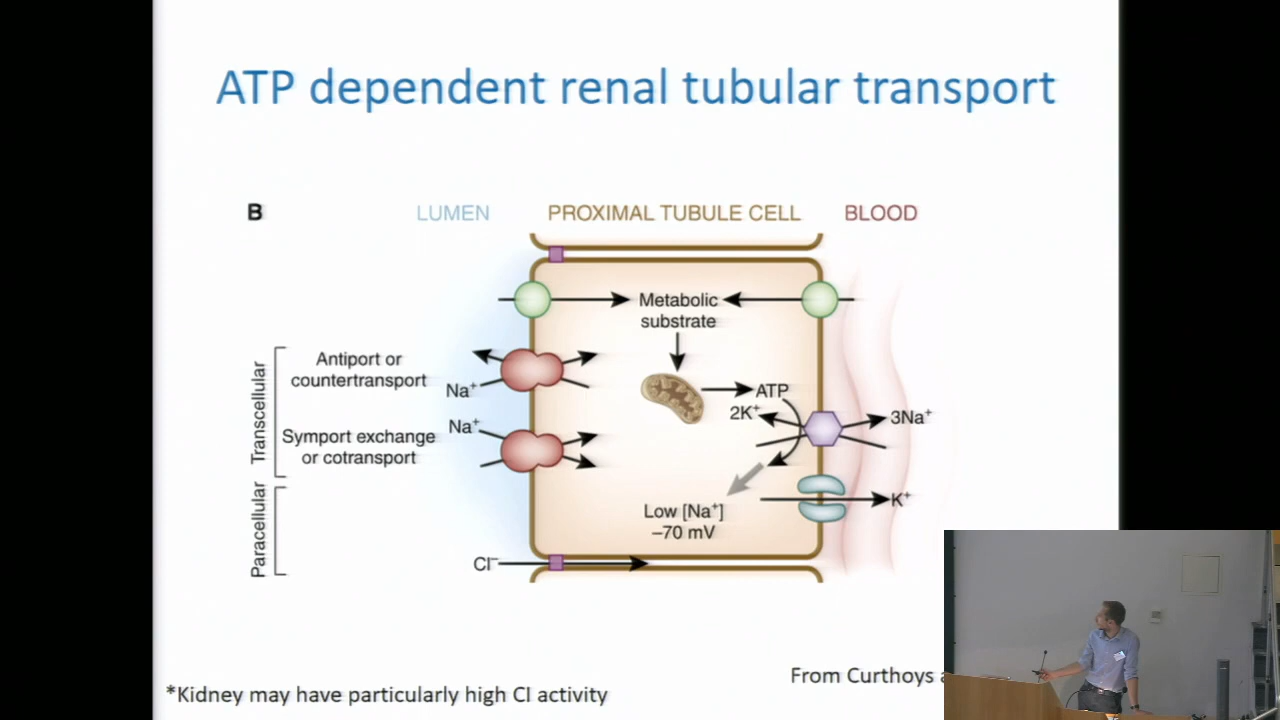 ATP dependent renal tubular transport
B
LUMEN
PROXIMAL TUBULE CELL
BLOOD
Metabolic
substrate
Transcellular
Antiport or
countertransport
Na⁺
ATP
2K⁺
3Na⁺
Na⁺
Symport exchange
or cotransport
Paracellular
Low [Na⁺]
–70 mV
K⁺
Cl⁻
From Curthoys
*Kidney may have particularly high CI activity